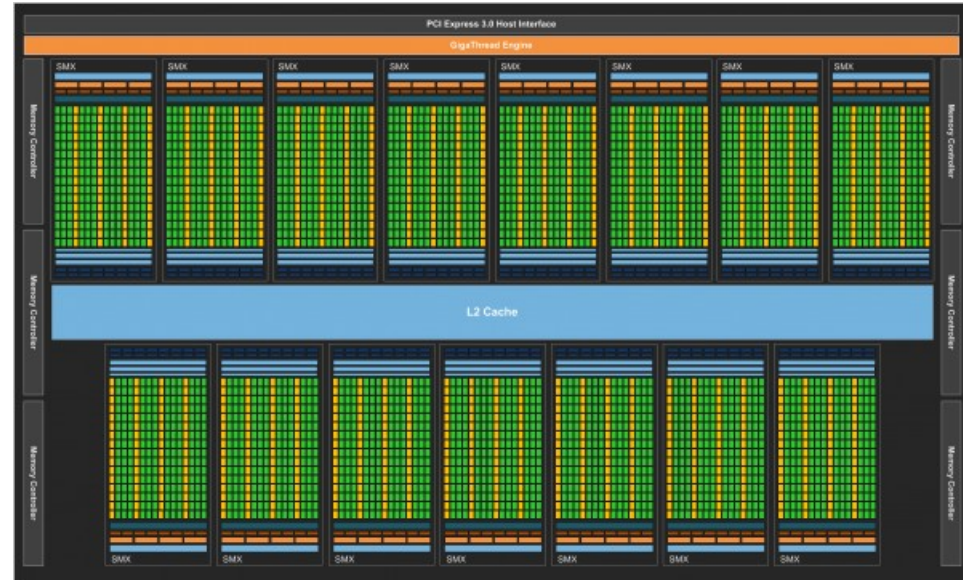 PCI Express 3.0 Host Interface
GigaThread Engine
SMX SMX SMX SMX SMX SMX SMX SMX
Memory Controller
Memory Controller
Memory Controller
Memory Controller
L2 Cache
Memory Controller
Memory Controller
SMX SMX SMX SMX SMX SMX SMX